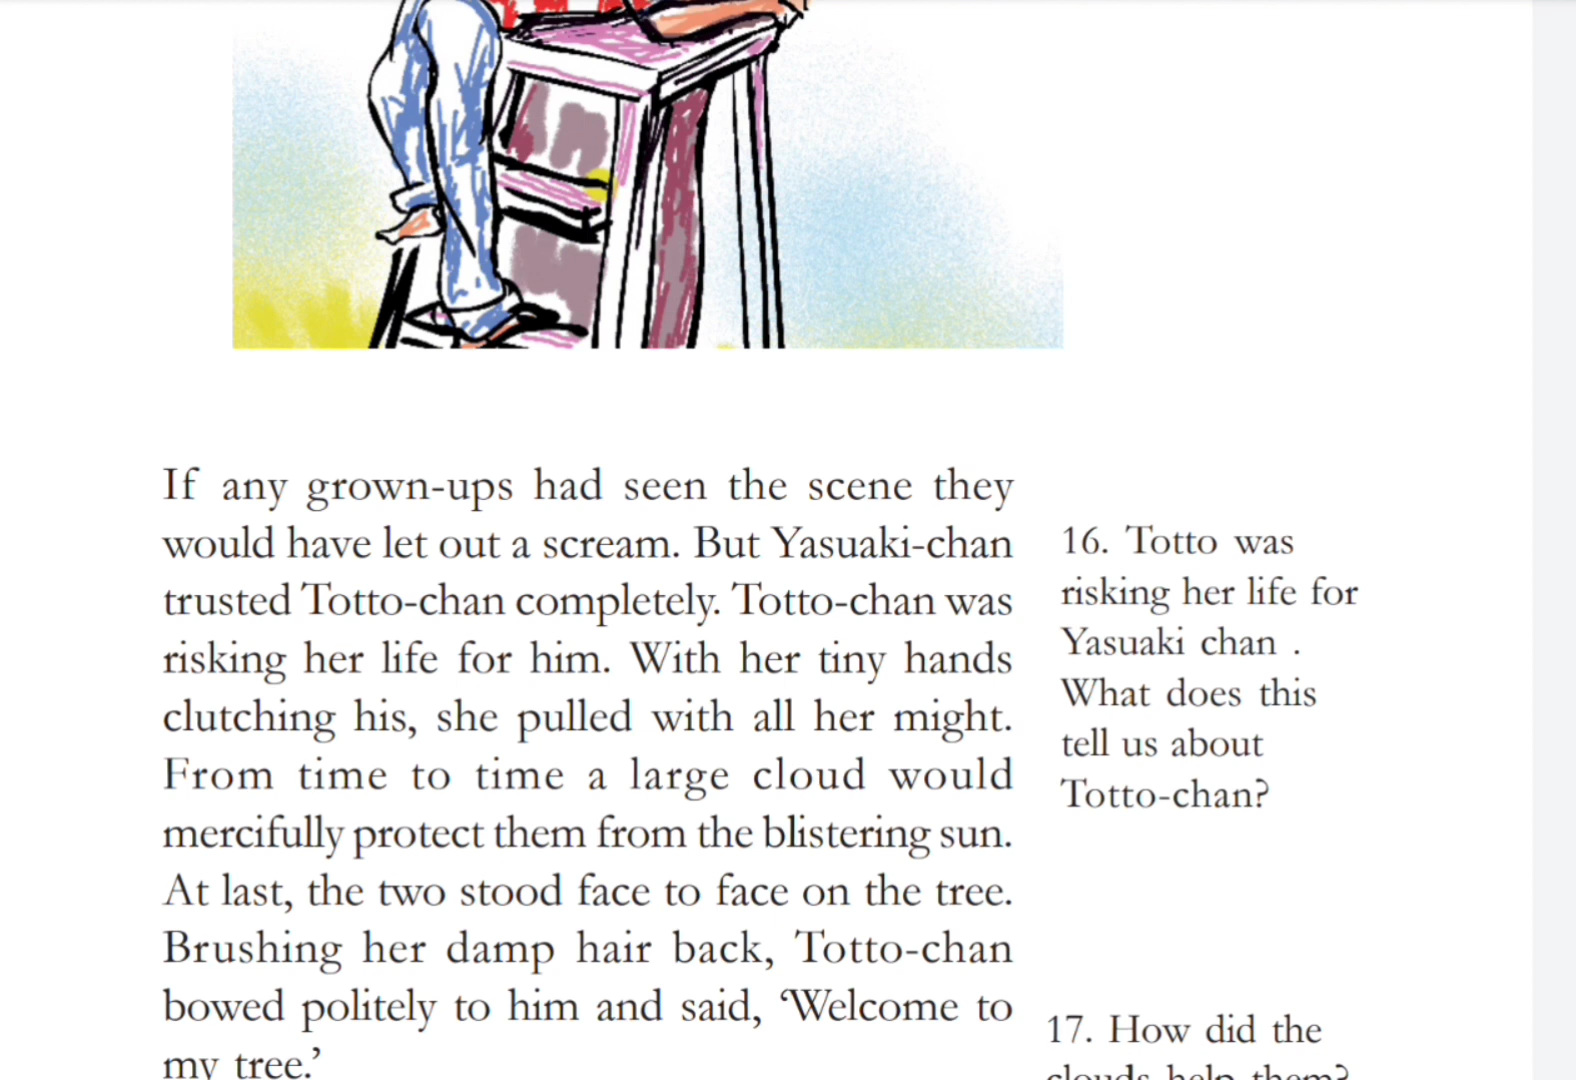 If any grown-ups had seen the scene they
would have let out a scream. But Yasuaki-chan
trusted Totto-chan completely. Totto-chan was
risking her life for him. With her tiny hands
clutching his, she pulled with all her might.
From time to time a large cloud would
mercifully protect them from the blistering sun.
At last, the two stood face to face on the tree.
Brushing her damp hair back, Totto-chan
bowed politely to him and said, ‘Welcome to
my tree.’
16. Totto was
risking her life for
Yasuaki chan .
What does this
tell us about
Totto-chan?
17. How did the
clouds help them?